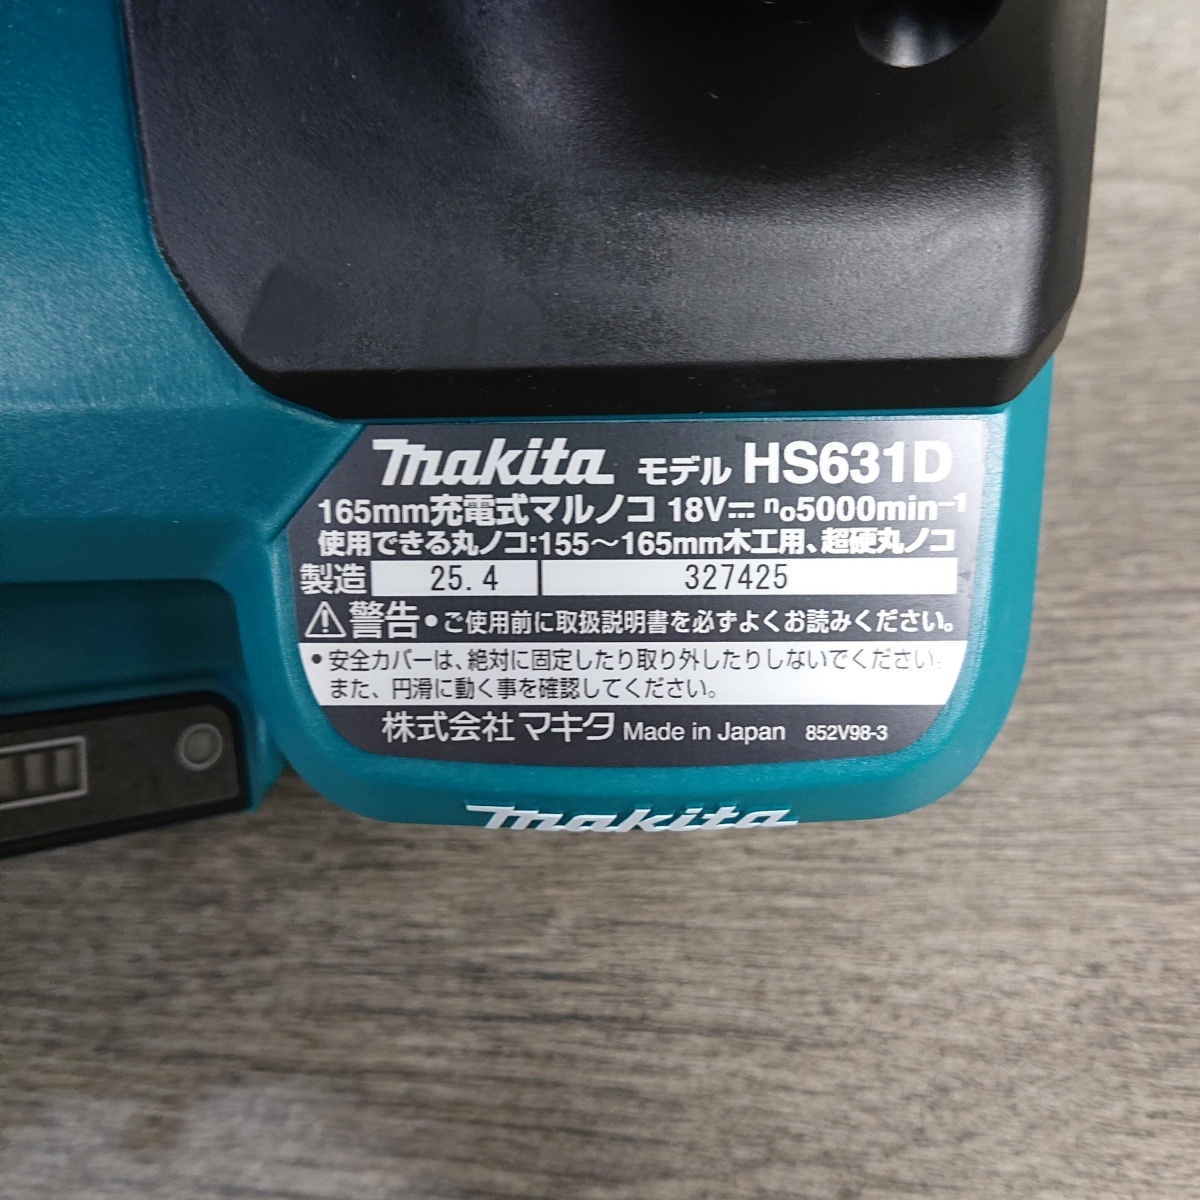 makita モデル HS631D
165mm充電式マルノコ 18V⎓ n₀5000min⁻¹
使用できる丸ノコ:155～165mm木工用、超硬丸ノコ
製造 25.4 327425
⚠警告●ご使用前に取扱説明書を必ずよくお読みください。
●安全カバーは、絶対に固定したり取り外したりしないでください。
また、円滑に動く事を確認してください。
株式会社マキタ Made in Japan 852V98-3
makita